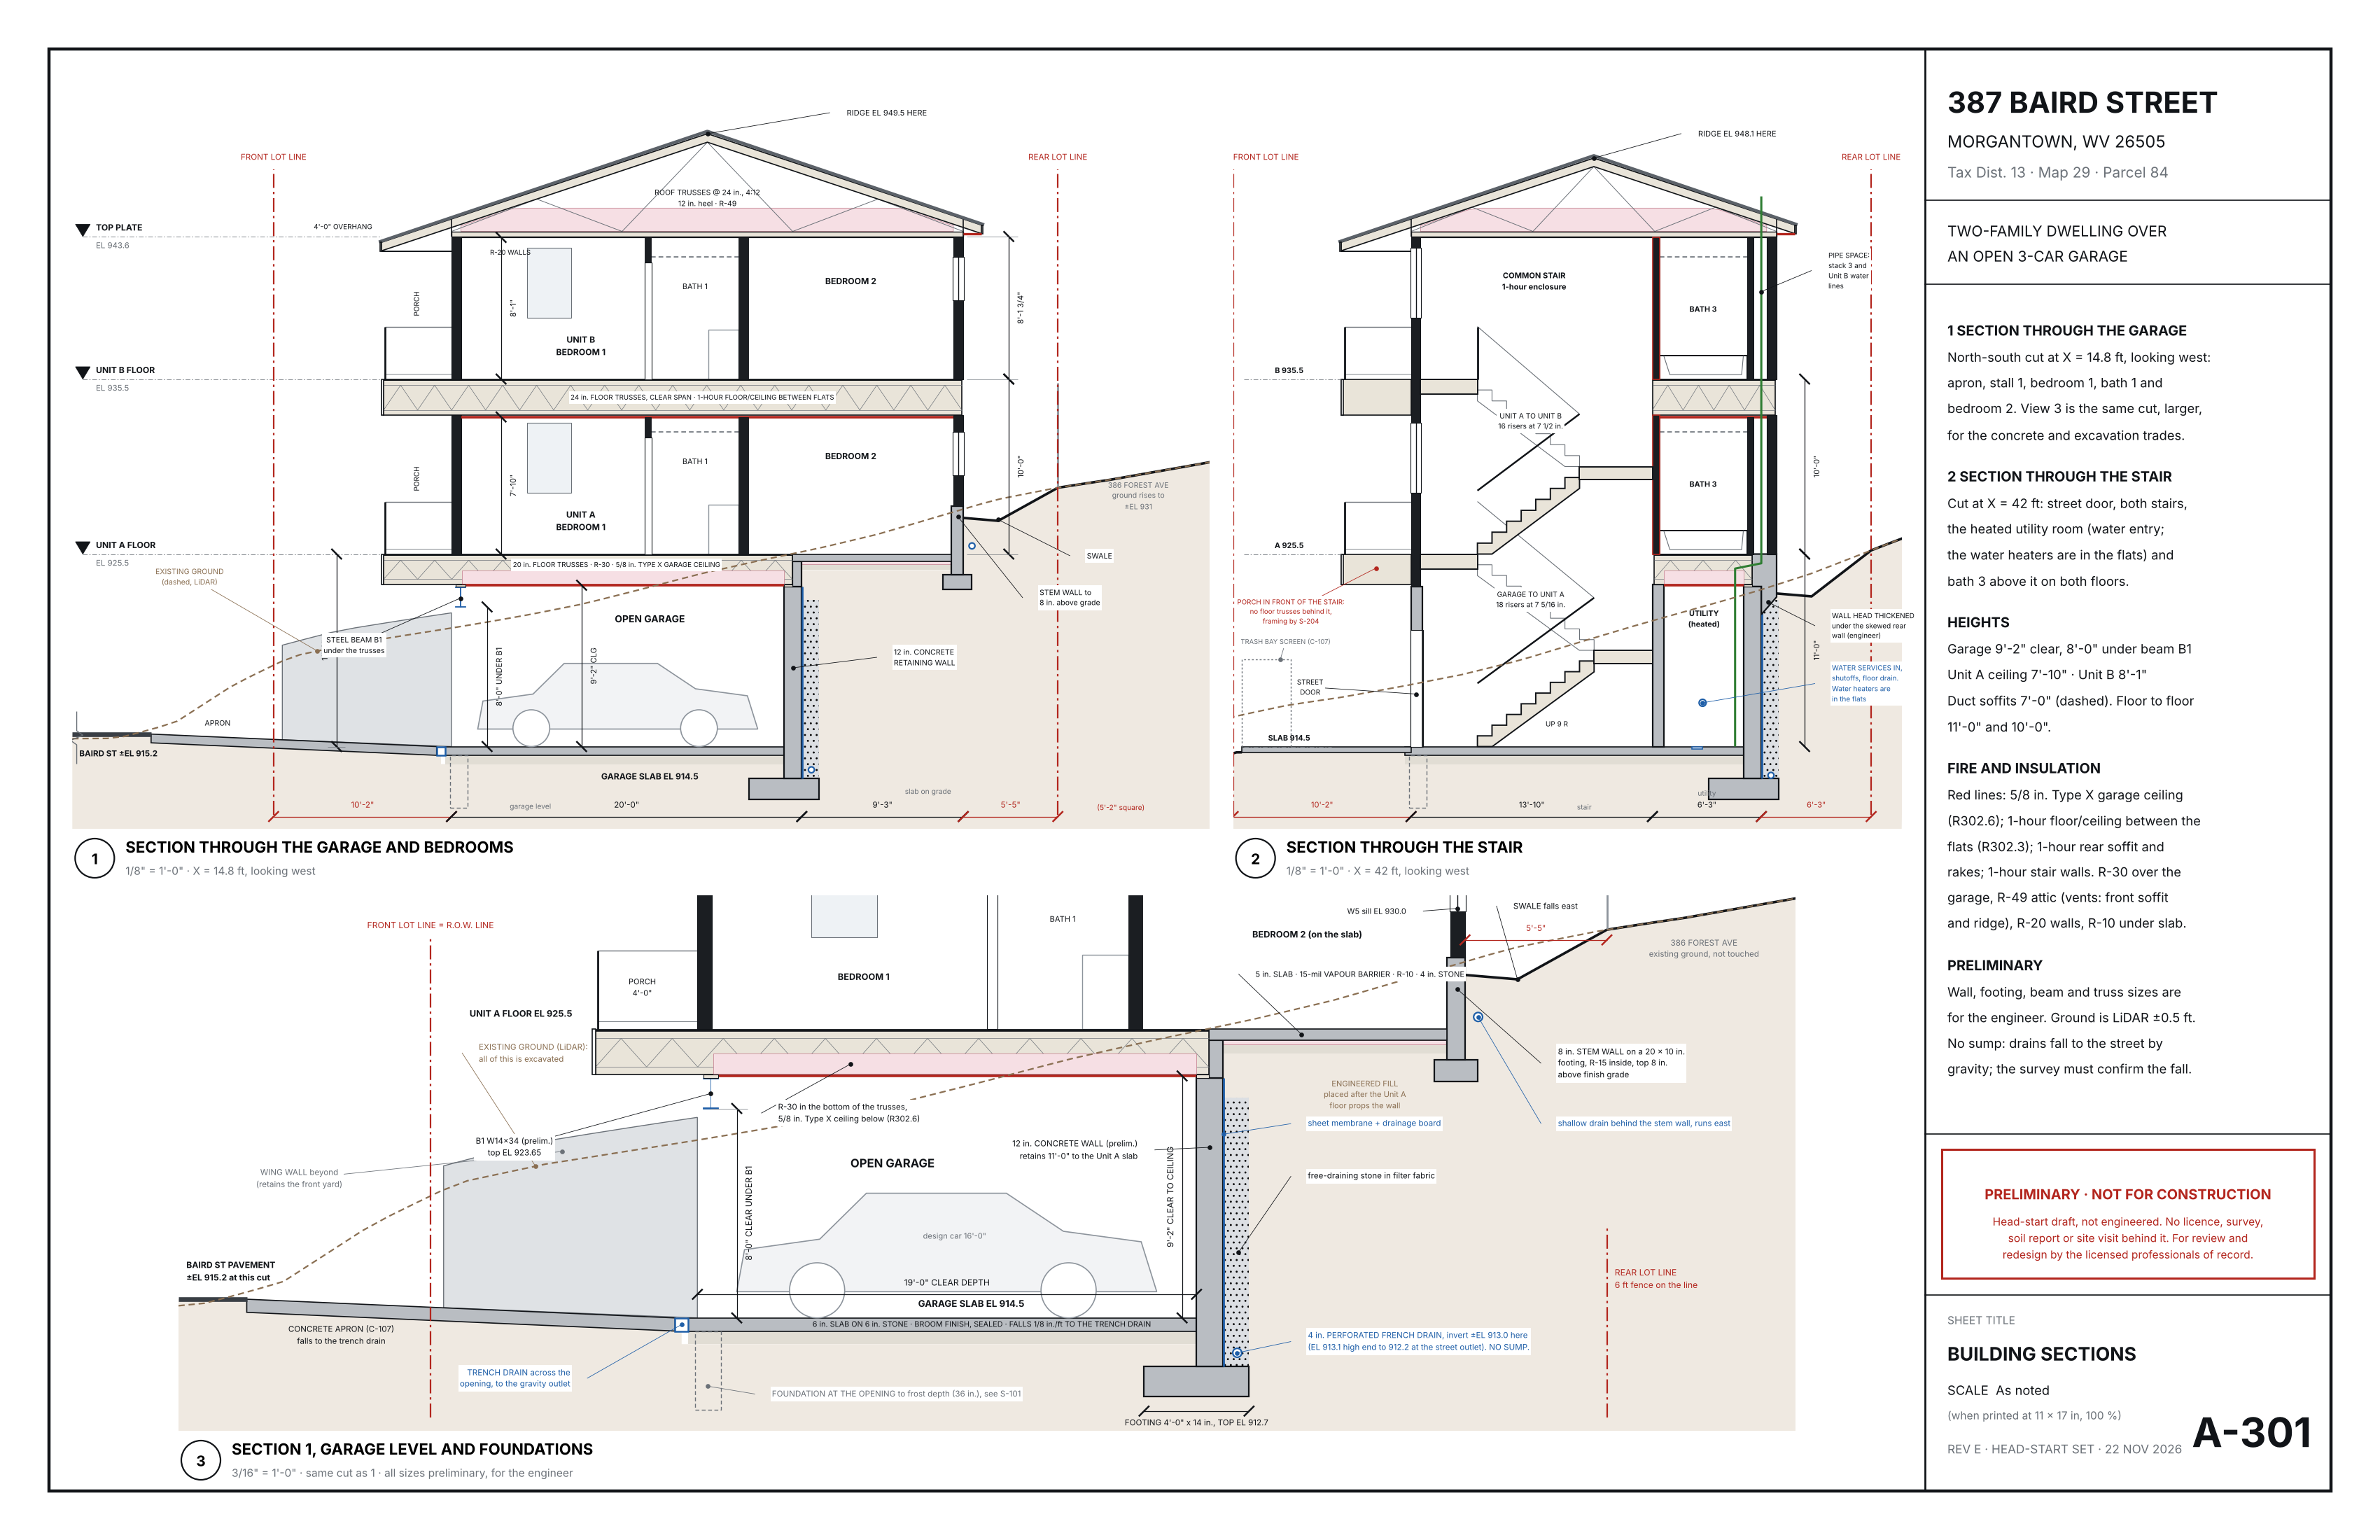 RIDGE EL 949.5 HERE
FRONT LOT LINE
REAR LOT LINE
ROOF TRUSSES @ 24 in., 4:12
12 in. heel · R-49
TOP PLATE
EL 943.6
4'-0" OVERHANG
R-20 WALLS
PORCH
8'-1"
BATH 1
BEDROOM 2
8'-1 3/4"
UNIT B
BEDROOM 1
UNIT B FLOOR
EL 935.5
24 in. FLOOR TRUSSES, CLEAR SPAN · 1-HOUR FLOOR/CEILING BETWEEN FLATS
PORCH
7'-10"
BATH 1
BEDROOM 2
10'-0"
UNIT A
BEDROOM 1
386 FOREST AVE
ground rises to
±EL 931
UNIT A FLOOR
EL 925.5
SWALE
20 in. FLOOR TRUSSES · R-30 · 5/8 in. TYPE X GARAGE CEILING
EXISTING GROUND
(dashed, LiDAR)
STEM WALL to
8 in. above grade
OPEN GARAGE
STEEL BEAM B1
under the trusses
8'-0" UNDER B1
9'-2" CLG
12 in. CONCRETE
RETAINING WALL
APRON
BAIRD ST ±EL 915.2
GARAGE SLAB EL 914.5
slab on grade
10'-2"
garage level
20'-0"
9'-3"
5'-5"
(5'-2" square)
1
SECTION THROUGH THE GARAGE AND BEDROOMS
1/8" = 1'-0" · X = 14.8 ft, looking west
RIDGE EL 948.1 HERE
FRONT LOT LINE
REAR LOT LINE
COMMON STAIR
1-hour enclosure
PIPE SPACE:
stack 3 and
Unit B water
lines
BATH 3
B 935.5
UNIT A TO UNIT B
16 risers at 7 1/2 in.
10'-0"
BATH 3
A 925.5
GARAGE TO UNIT A
18 risers at 7 5/16 in.
PORCH IN FRONT OF THE STAIR:
no floor trusses behind it,
framing by S-204
UTILITY
(heated)
WALL HEAD THICKENED
under the skewed rear
wall (engineer)
TRASH BAY SCREEN (C-107)
11'-0"
WATER SERVICES IN,
shutoffs, floor drain.
Water heaters are
in the flats
STREET
DOOR
UP 9 R
SLAB 914.5
10'-2"
13'-10"
stair
utility
6'-3"
6'-3"
2
SECTION THROUGH THE STAIR
1/8" = 1'-0" · X = 42 ft, looking west
FRONT LOT LINE = R.O.W. LINE
BATH 1
W5 sill EL 930.0
SWALE falls east
5'-5"
BEDROOM 2 (on the slab)
386 FOREST AVE
existing ground, not touched
PORCH
4'-0"
BEDROOM 1
5 in. SLAB · 15-mil VAPOUR BARRIER · R-10 · 4 in. STONE
UNIT A FLOOR EL 925.5
EXISTING GROUND (LiDAR):
all of this is excavated
8 in. STEM WALL on a 20 × 10 in.
footing, R-15 inside, top 8 in.
above finish grade
ENGINEERED FILL
placed after the Unit A
floor props the wall
R-30 in the bottom of the trusses,
5/8 in. Type X ceiling below (R302.6)
sheet membrane + drainage board
shallow drain behind the stem wall, runs east
B1 W14×34 (prelim.)
top EL 923.65
12 in. CONCRETE WALL (prelim.)
retains 11'-0" to the Unit A slab
WING WALL beyond
(retains the front yard)
OPEN GARAGE
free-draining stone in filter fabric
8'-0" CLEAR UNDER B1
9'-2" CLEAR TO CEILING
design car 16'-0"
BAIRD ST PAVEMENT
±EL 915.2 at this cut
REAR LOT LINE
6 ft fence on the line
19'-0" CLEAR DEPTH
GARAGE SLAB EL 914.5
6 in. SLAB ON 6 in. STONE · BROOM FINISH, SEALED · FALLS 1/8 in./ft TO THE TRENCH DRAIN
CONCRETE APRON (C-107)
falls to the trench drain
4 in. PERFORATED FRENCH DRAIN, invert ±EL 913.0 here
(EL 913.1 high end to 912.2 at the street outlet). NO SUMP.
TRENCH DRAIN across the
opening, to the gravity outlet
FOUNDATION AT THE OPENING to frost depth (36 in.), see S-101
FOOTING 4'-0" x 14 in., TOP EL 912.7
3
SECTION 1, GARAGE LEVEL AND FOUNDATIONS
3/16" = 1'-0" · same cut as 1 · all sizes preliminary, for the engineer
387 BAIRD STREET
MORGANTOWN, WV 26505
Tax Dist. 13 · Map 29 · Parcel 84
TWO-FAMILY DWELLING OVER
AN OPEN 3-CAR GARAGE
1 SECTION THROUGH THE GARAGE
North-south cut at X = 14.8 ft, looking west:
apron, stall 1, bedroom 1, bath 1 and
bedroom 2. View 3 is the same cut, larger,
for the concrete and excavation trades.
2 SECTION THROUGH THE STAIR
Cut at X = 42 ft: street door, both stairs,
the heated utility room (water entry;
the water heaters are in the flats) and
bath 3 above it on both floors.
HEIGHTS
Garage 9'-2" clear, 8'-0" under beam B1
Unit A ceiling 7'-10" · Unit B 8'-1"
Duct soffits 7'-0" (dashed). Floor to floor
11'-0" and 10'-0".
FIRE AND INSULATION
Red lines: 5/8 in. Type X garage ceiling
(R302.6); 1-hour floor/ceiling between the
flats (R302.3); 1-hour rear soffit and
rakes; 1-hour stair walls. R-30 over the
garage, R-49 attic (vents: front soffit
and ridge), R-20 walls, R-10 under slab.
PRELIMINARY
Wall, footing, beam and truss sizes are
for the engineer. Ground is LiDAR ±0.5 ft.
No sump: drains fall to the street by
gravity; the survey must confirm the fall.
PRELIMINARY · NOT FOR CONSTRUCTION
Head-start draft, not engineered. No licence, survey,
soil report or site visit behind it. For review and
redesign by the licensed professionals of record.
SHEET TITLE
BUILDING SECTIONS
SCALE As noted
(when printed at 11 × 17 in, 100 %)
REV E · HEAD-START SET · 22 NOV 2026
A-301